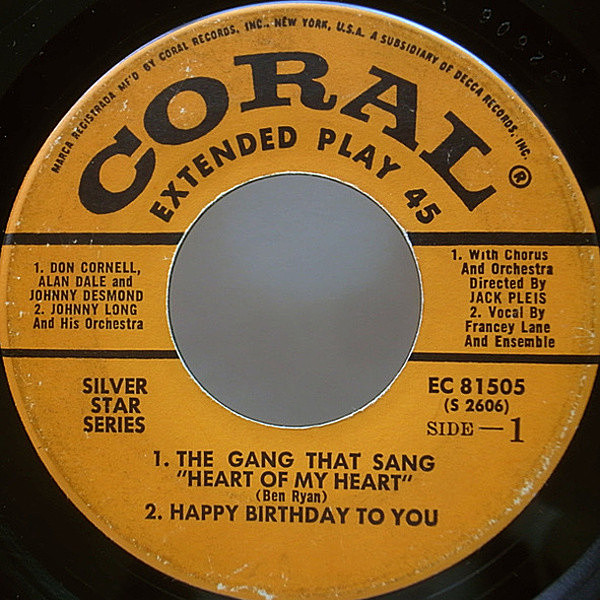 MARCA REGISTRADA MF'D BY CORAL RECORDS, INC., NEW YORK, U.S.A. A SUBSIDIARY OF DECCA RECORDS, INC.
CORAL®
EXTENDED PLAY 45
1. DON CORNELL,
ALAN DALE and
JOHNNY DESMOND
2. JOHNNY LONG
And His Orchestra
1. With Chorus
And Orchestra
Directed By
JACK PLEIS
2. Vocal By
Francey Lane
And Ensemble
SILVER
STAR
SERIES
EC 81505
(S 2606)
SIDE — 1
1. THE GANG THAT SANG
"HEART OF MY HEART"
(Ben Ryan)
2. HAPPY BIRTHDAY TO YOU